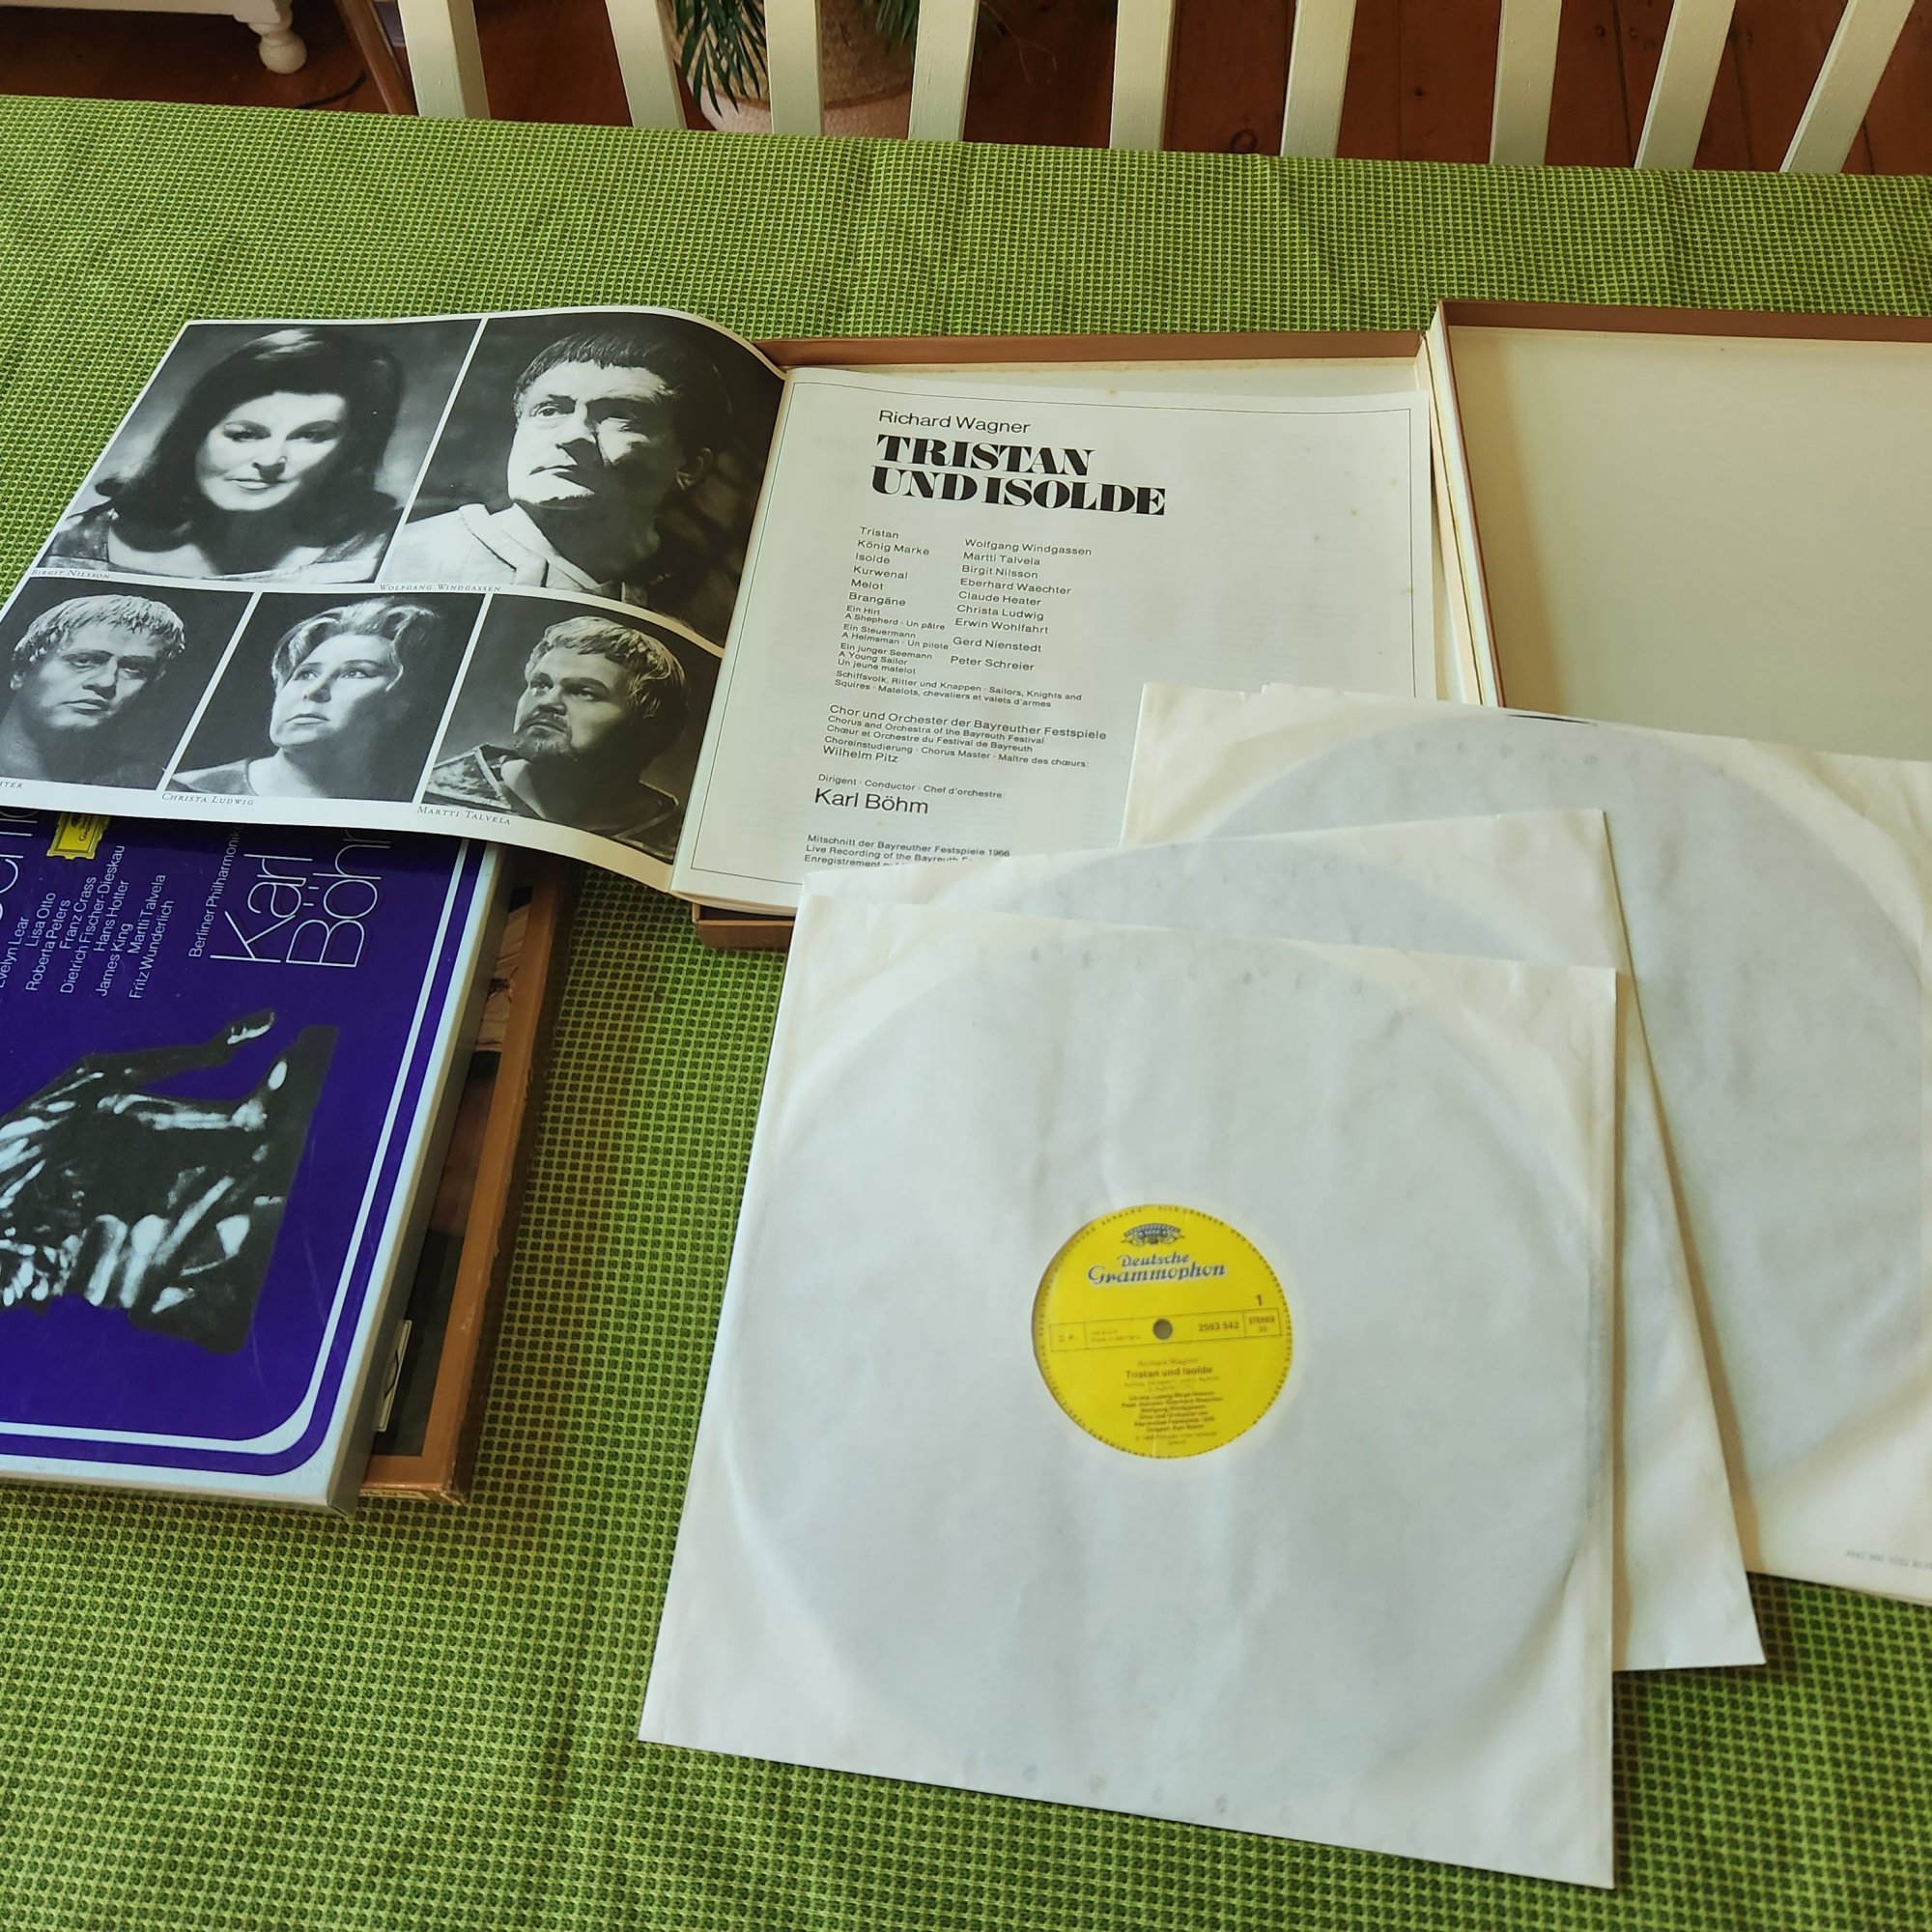 BIRGIT NILSSON
WOLFGANG WINDGASSEN
CHRISTA LUDWIG
MARTTI TALVELA
Richard Wagner
TRISTAN
UND ISOLDE
Tristan Wolfgang Windgassen
König Marke Martti Talvela
Isolde Birgit Nilsson
Kurwenal Eberhard Waechter
Melot Claude Heater
Brangäne Christa Ludwig
Ein Hirt
A Shepherd · Un pâtre Erwin Wohlfahrt
Ein Steuermann
A Helmsman · Un pilote Gerd Nienstedt
Ein junger Seemann
A Young Sailor Peter Schreier
Un jeune matelot
Schiffsvolk, Ritter und Knappen · Sailors, Knights and
Squires · Matelots, chevaliers et valets d'armes
Chor und Orchester der Bayreuther Festspiele
Chorus and Orchestra of the Bayreuth Festival
Chœur et Orchestre du Festival de Bayreuth
Choreinstudierung · Chorus Master · Maître des chœurs:
Wilhelm Pitz
Dirigent · Conductor · Chef d'orchestre:
Karl Böhm
Mitschnitt der Bayreuther Festspiele 1966
Live Recording of the Bayreuth
Enregistrement
Evelyn Lear
Lisa Otto
Roberta Peters
Franz Crass
Dietrich Fischer-Dieskau
Hans Hotter
James King
Martti Talvela
Fritz Wunderlich
Berliner Philharmoniker
Karl
Böhm
Deutsche
Grammophon
1
2563 542
STEREO
33
Richard Wagner
Tristan und Isolde